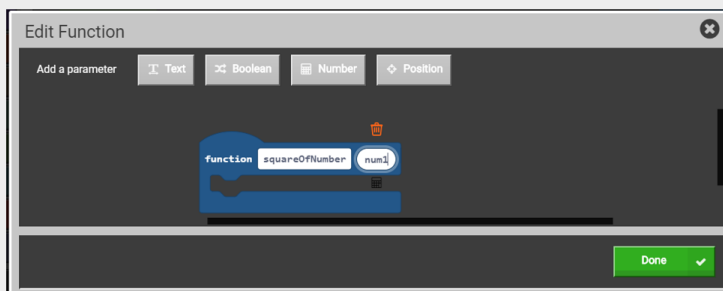 Edit Function
Add a parameter Text Boolean Number Position
function squareOfNumber num1
Done